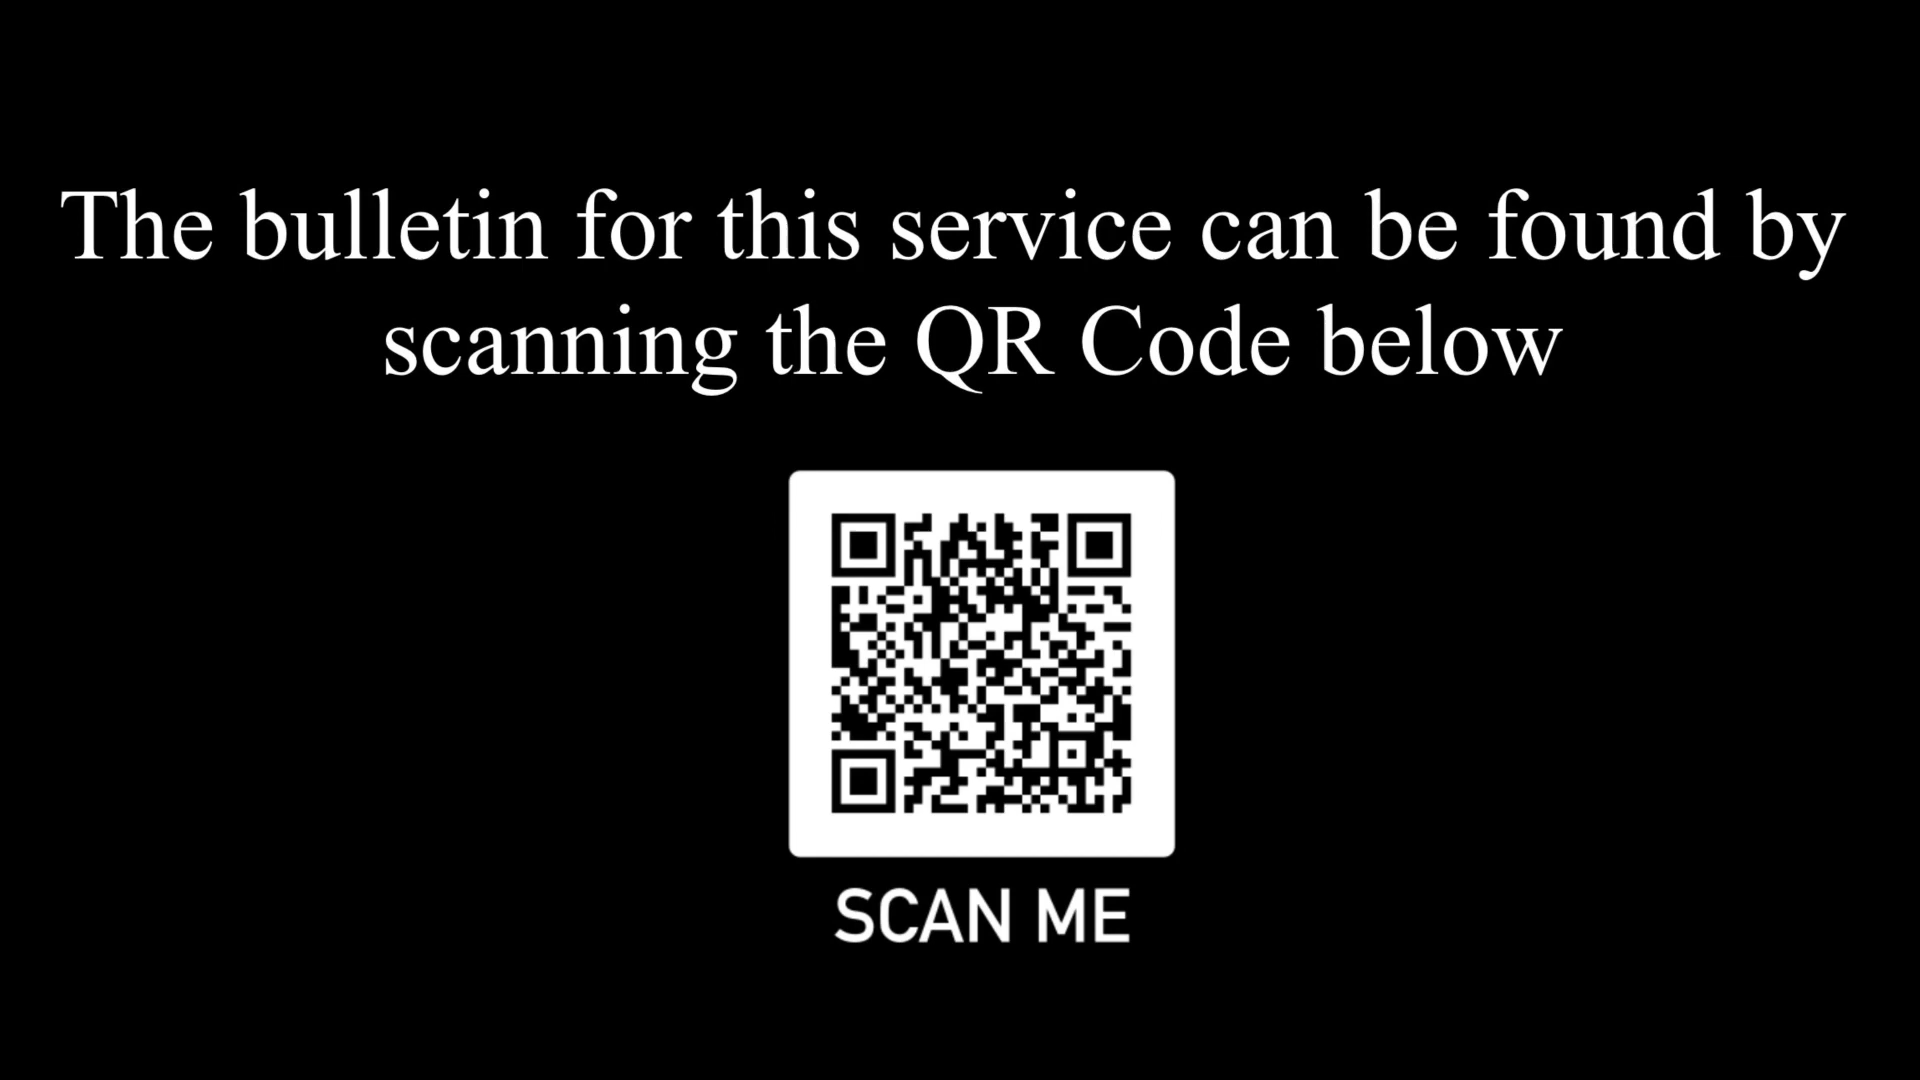 The bulletin for this service can be found by
scanning the QR Code below
SCAN ME